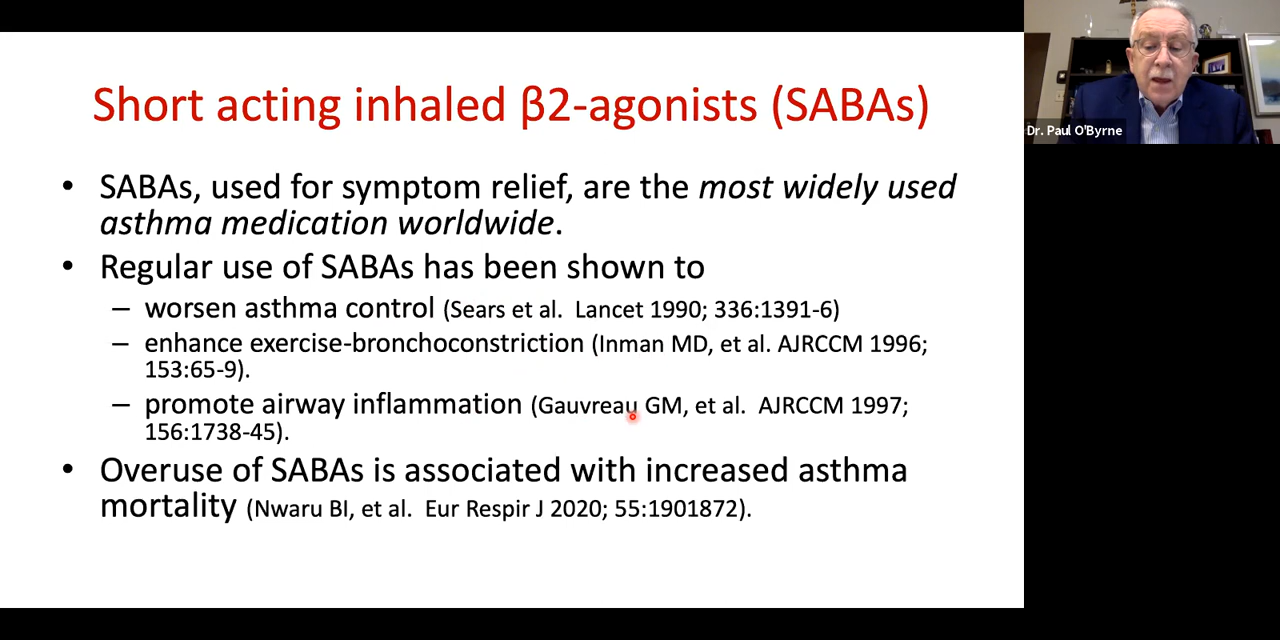 Short acting inhaled β2-agonists (SABAs)
• SABAs, used for symptom relief, are the most widely used
asthma medication worldwide.
• Regular use of SABAs has been shown to
– worsen asthma control (Sears et al. Lancet 1990; 336:1391-6)
– enhance exercise-bronchoconstriction (Inman MD, et al. AJRCCM 1996;
153:65-9).
– promote airway inflammation (Gauvreau GM, et al. AJRCCM 1997;
156:1738-45).
• Overuse of SABAs is associated with increased asthma
mortality (Nwaru BI, et al. Eur Respir J 2020; 55:1901872).
Dr. Paul O'Byrne